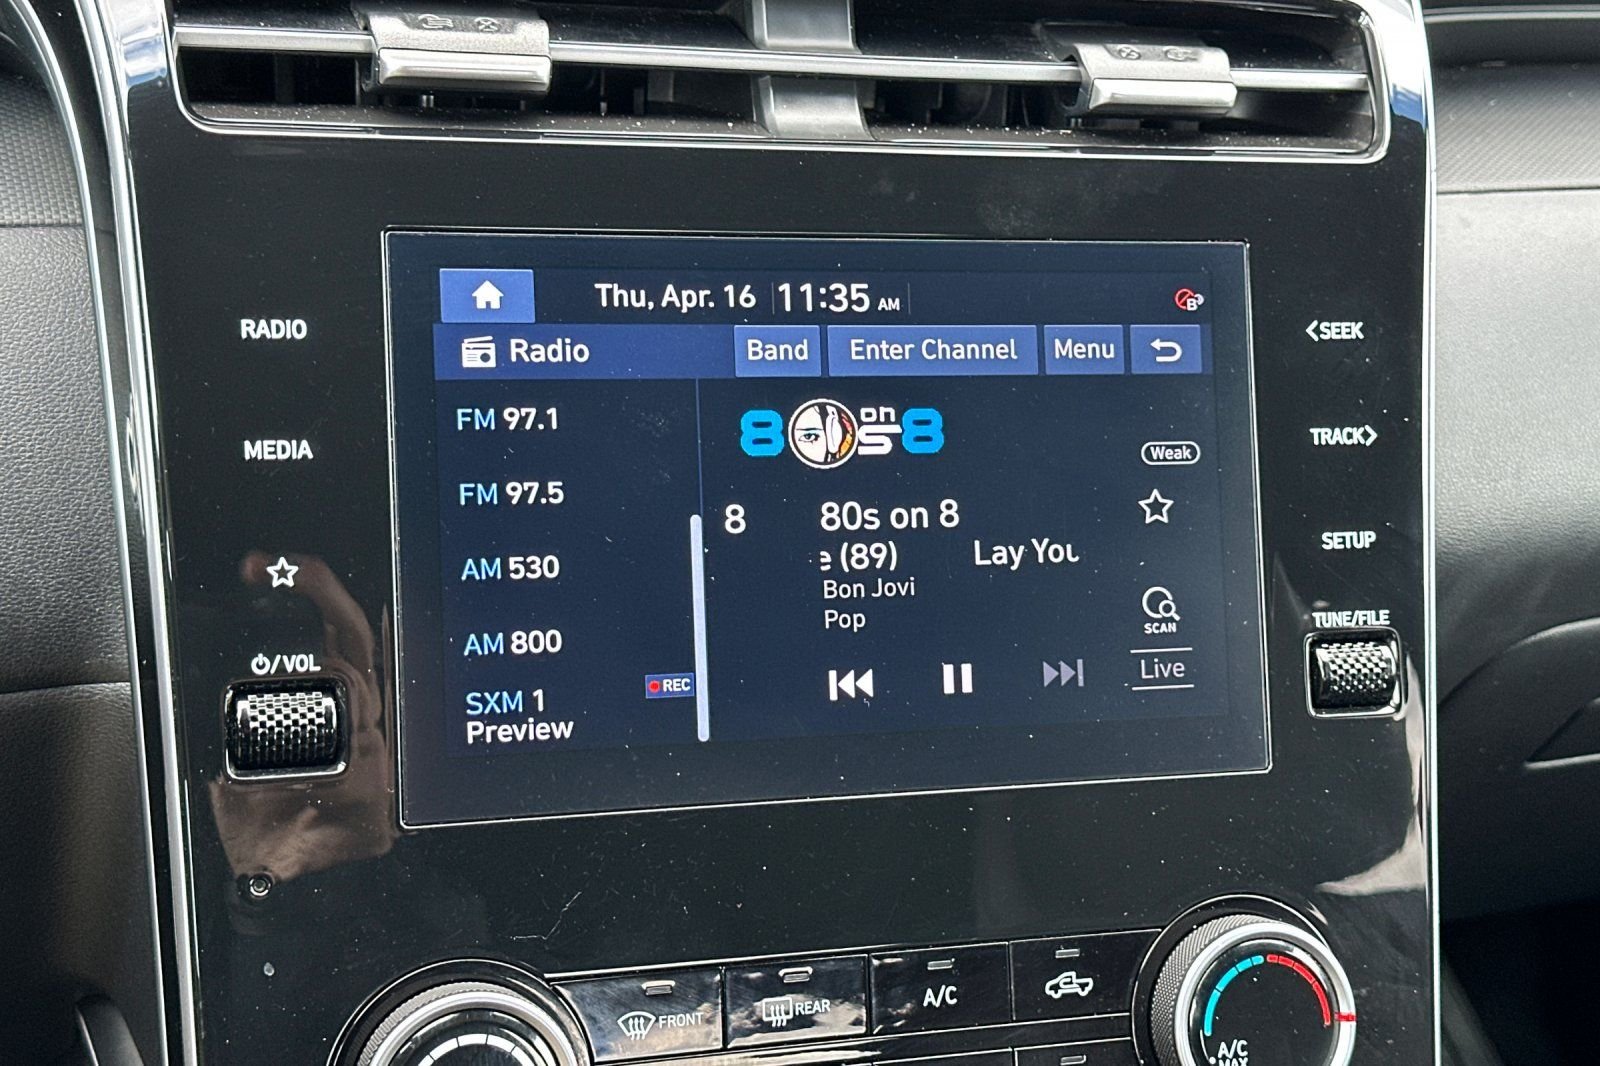 Thu, Apr. 16 11:35 AM
B
Radio Band Enter Channel Menu
RADIO
MEDIA
/VOL
<SEEK
TRACK>
SETUP
TUNE/FILE
FM 97.1
FM 97.5
AM 530
AM 800
SXM 1
Preview
REC
8 on 8
s
8 80s on 8
e (89) Lay You
Bon Jovi
Pop
Weak
SCAN
Live
FRONT
REAR
A/C
A/C
MAX